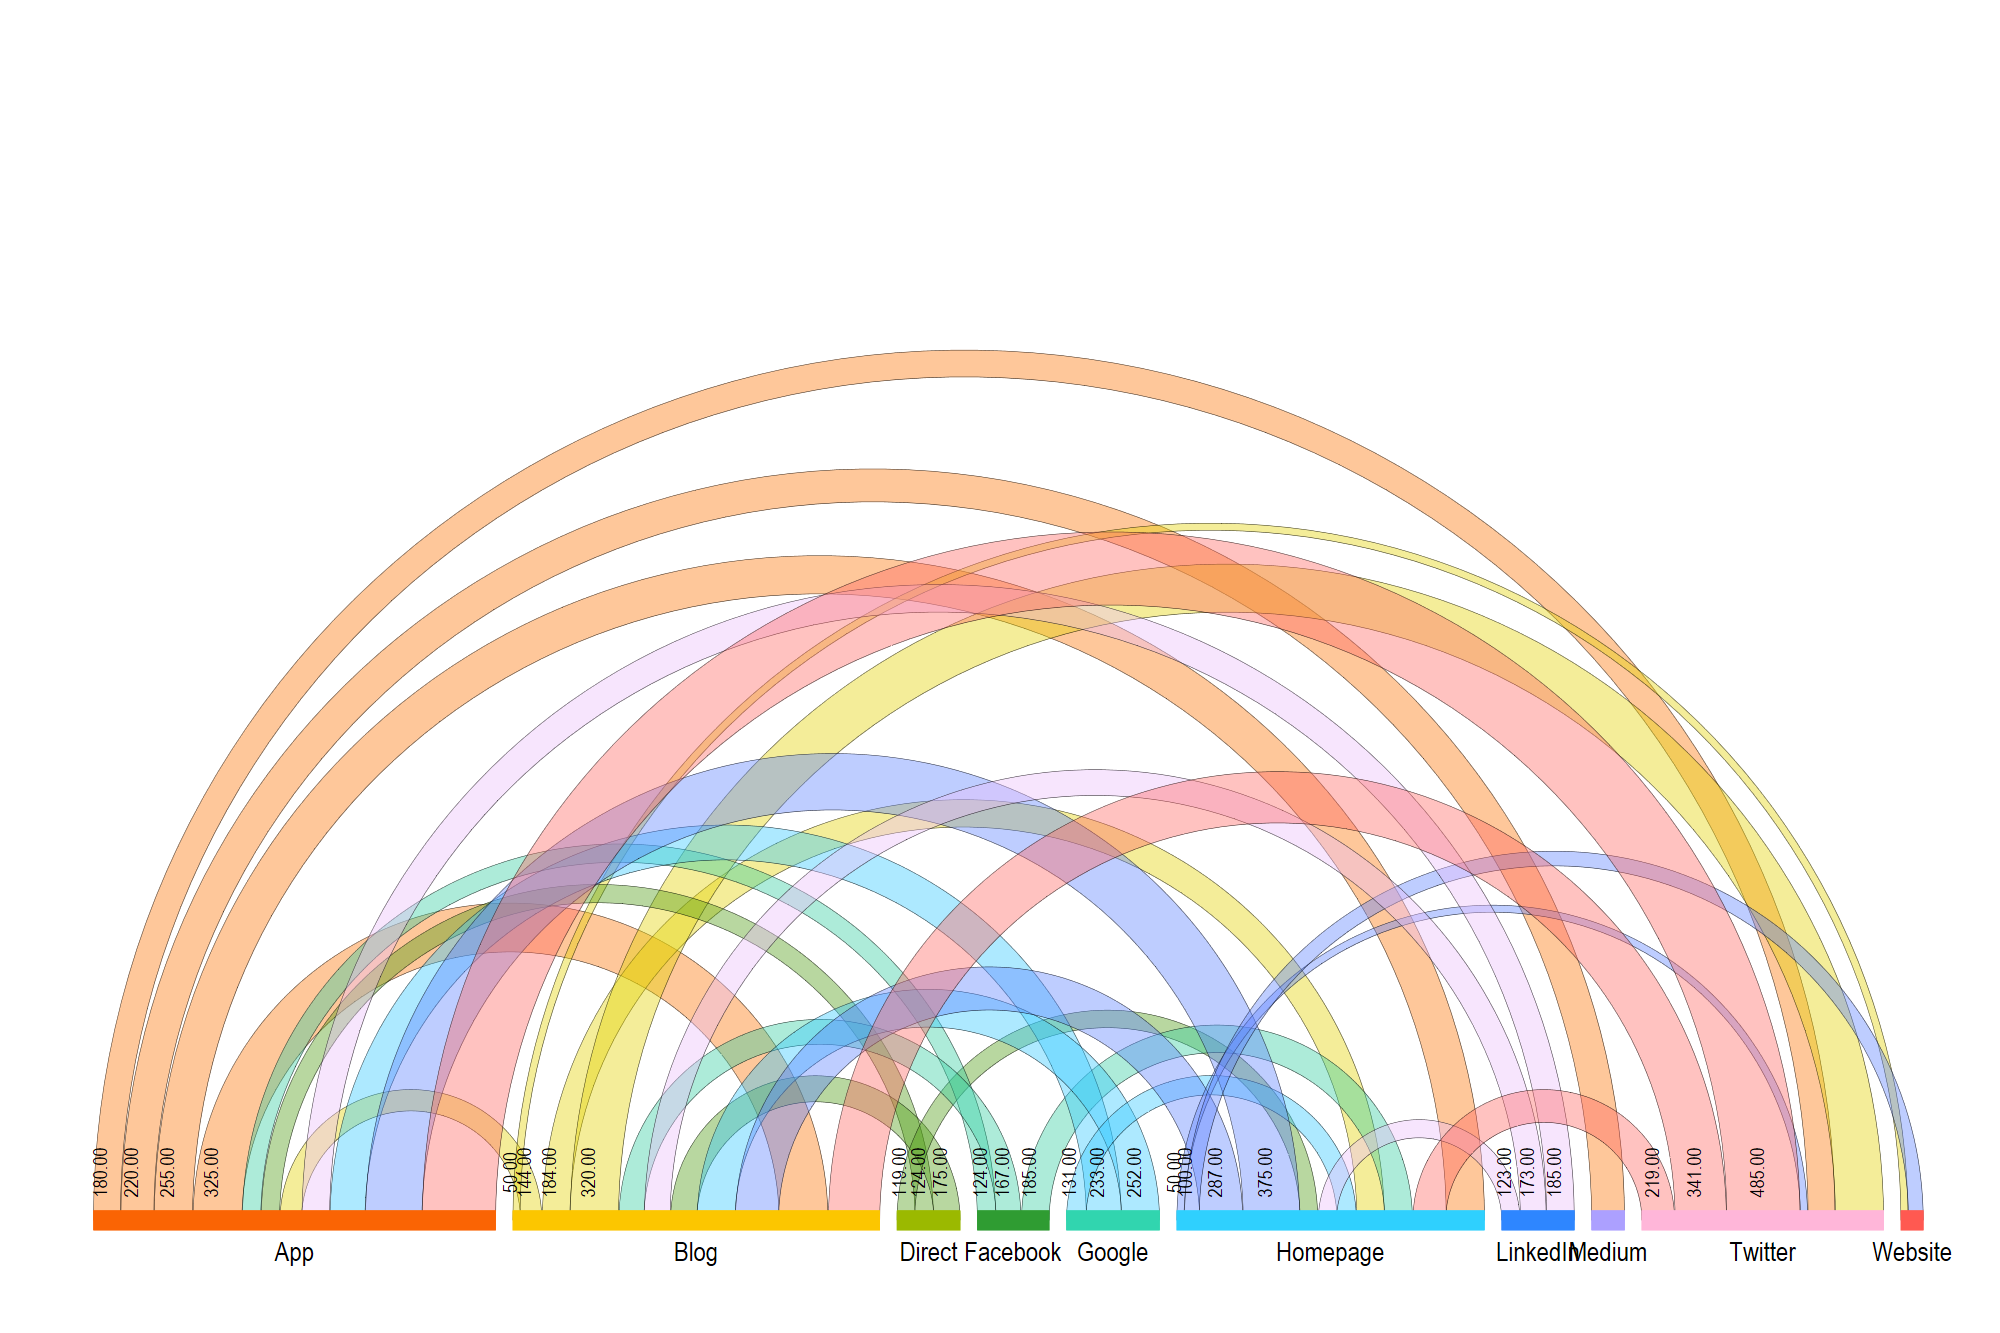 180.00 220.00 255.00 325.00 50.00 144.00 184.00 320.00 119.00 124.00 175.00 124.00 167.00 185.00 131.00 233.00 252.00 50.00 100.00 287.00 375.00 123.00 173.00 185.00 219.00 341.00 485.00
App Blog Direct Facebook Google Homepage LinkedIn Medium Twitter Website